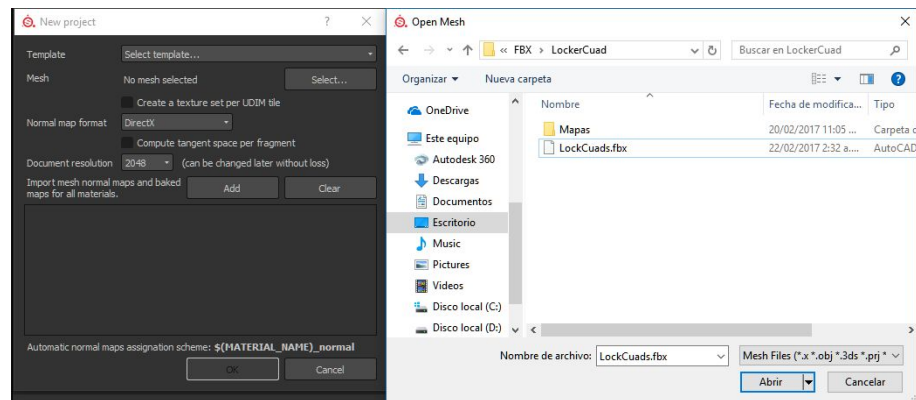 New project
Template Select template...
Mesh No mesh selected Select...
Create a texture set per UDIM tile
Normal map format DirectX
Compute tangent space per fragment
Document resolution 2048 (can be changed later without loss)
Import mesh normal maps and baked
maps for all materials.
Add Clear
Automatic normal maps assignation scheme: $(MATERIAL_NAME)_normal
OK Cancel
Open Mesh
« FBX > LockerCuad Buscar en LockerCuad
Organizar Nueva carpeta
OneDrive
Este equipo
Autodesk 360
Descargas
Documentos
Escritorio
Music
Pictures
Videos
Disco local (C:)
Disco local (D:)
Nombre Fecha de modifica... Tipo
Mapas 20/02/2017 11:05 ... Carpeta c
LockCuads.fbx 22/02/2017 2:32 a.... AutoCAD
Nombre de archivo: LockCuads.fbx Mesh Files (*.x *.obj *.3ds *.prj *
Abrir Cancelar